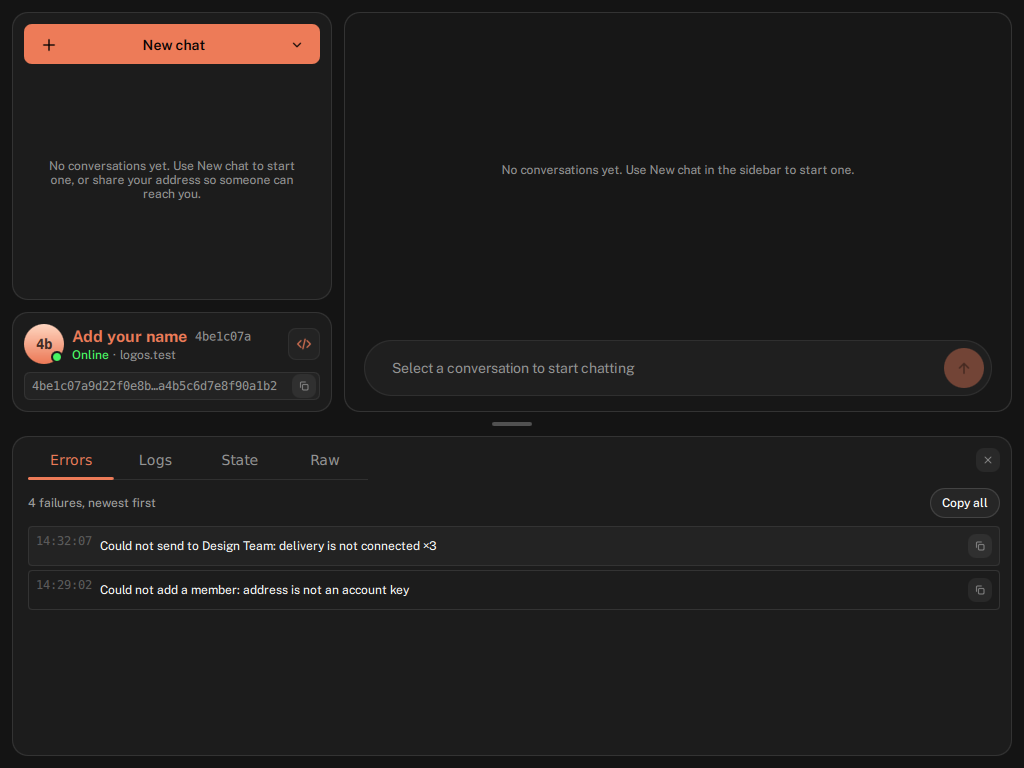 New chat
No conversations yet. Use New chat to start
one, or share your address so someone can
reach you.
No conversations yet. Use New chat in the sidebar to start one.
4b
Add your name 4be1c07a
Online · logos.test
4be1c07a9d22f0e8b…a4b5c6d7e8f90a1b2
Select a conversation to start chatting
Errors Logs State Raw
4 failures, newest first
Copy all
14:32:07 Could not send to Design Team: delivery is not connected ×3
14:29:02 Could not add a member: address is not an account key